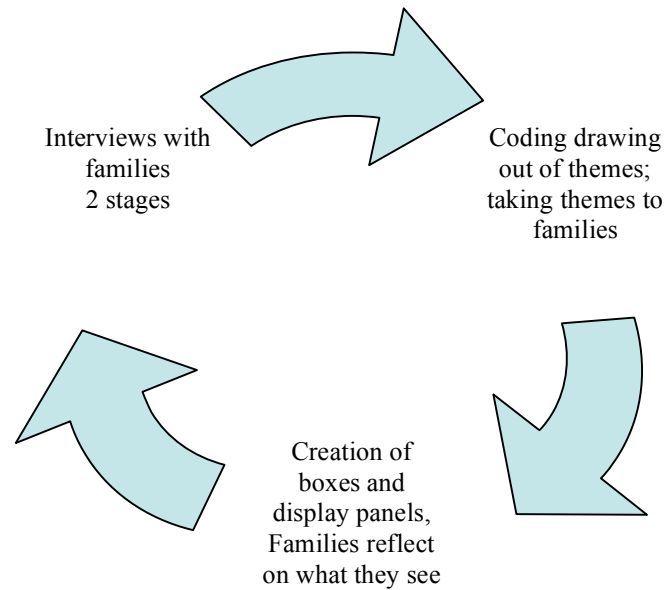 Interviews with
families
2 stages
Coding drawing
out of themes;
taking themes to
families
Creation of
boxes and
display panels,
Families reflect
on what they see